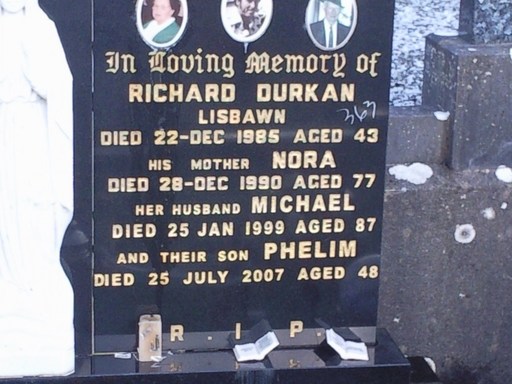 In Loving Memory of
RICHARD DURKAN
LISBAWN
363
DIED 22-DEC 1985 AGED 43
HIS MOTHER NORA
DIED 28-DEC 1990 AGED 77
HER HUSBAND MICHAEL
DIED 25 JAN 1999 AGED 87
AND THEIR SON PHELIM
DIED 25 JULY 2007 AGED 48
R . I . P .